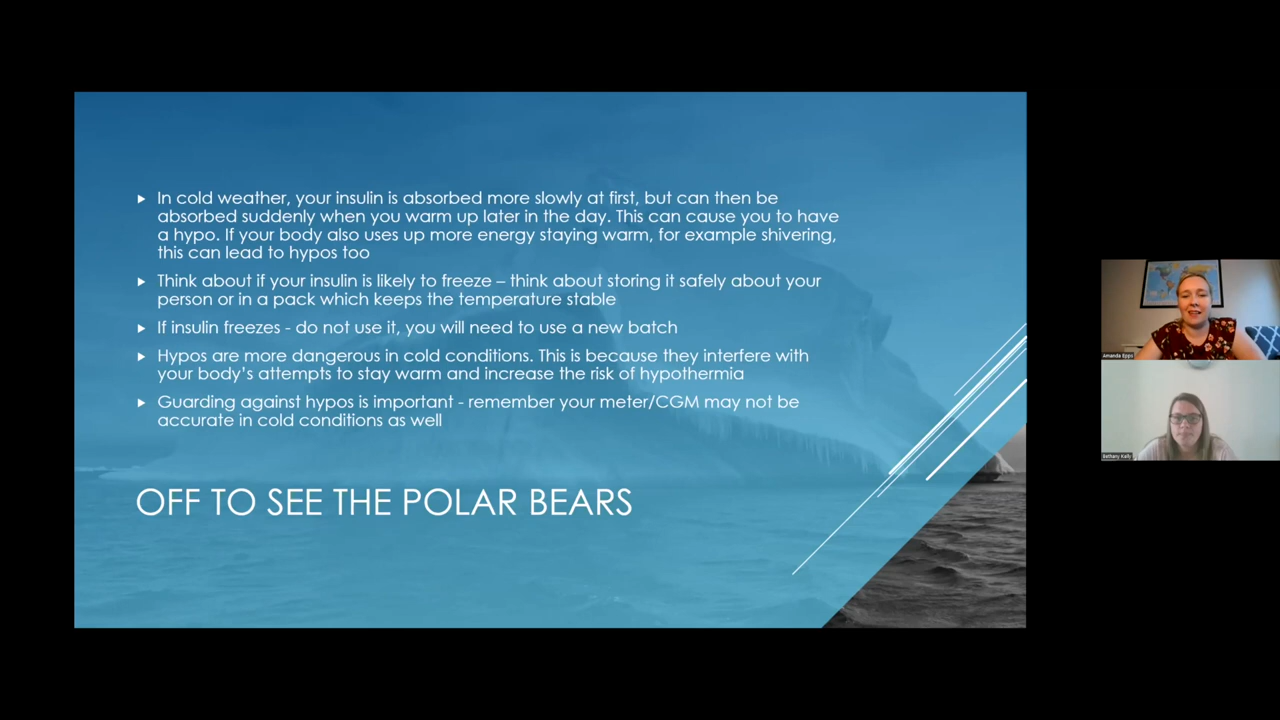 In cold weather, your insulin is absorbed more slowly at first, but can then be
absorbed suddenly when you warm up later in the day. This can cause you to have
a hypo. If your body also uses up more energy staying warm, for example shivering,
this can lead to hypos too
Think about if your insulin is likely to freeze – think about storing it safely about your
person or in a pack which keeps the temperature stable
If insulin freezes - do not use it, you will need to use a new batch
Hypos are more dangerous in cold conditions. This is because they interfere with
your body's attempts to stay warm and increase the risk of hypothermia
Guarding against hypos is important - remember your meter/CGM may not be
accurate in cold conditions as well
OFF TO SEE THE POLAR BEARS
Amanda Epps
Bethany Kelly